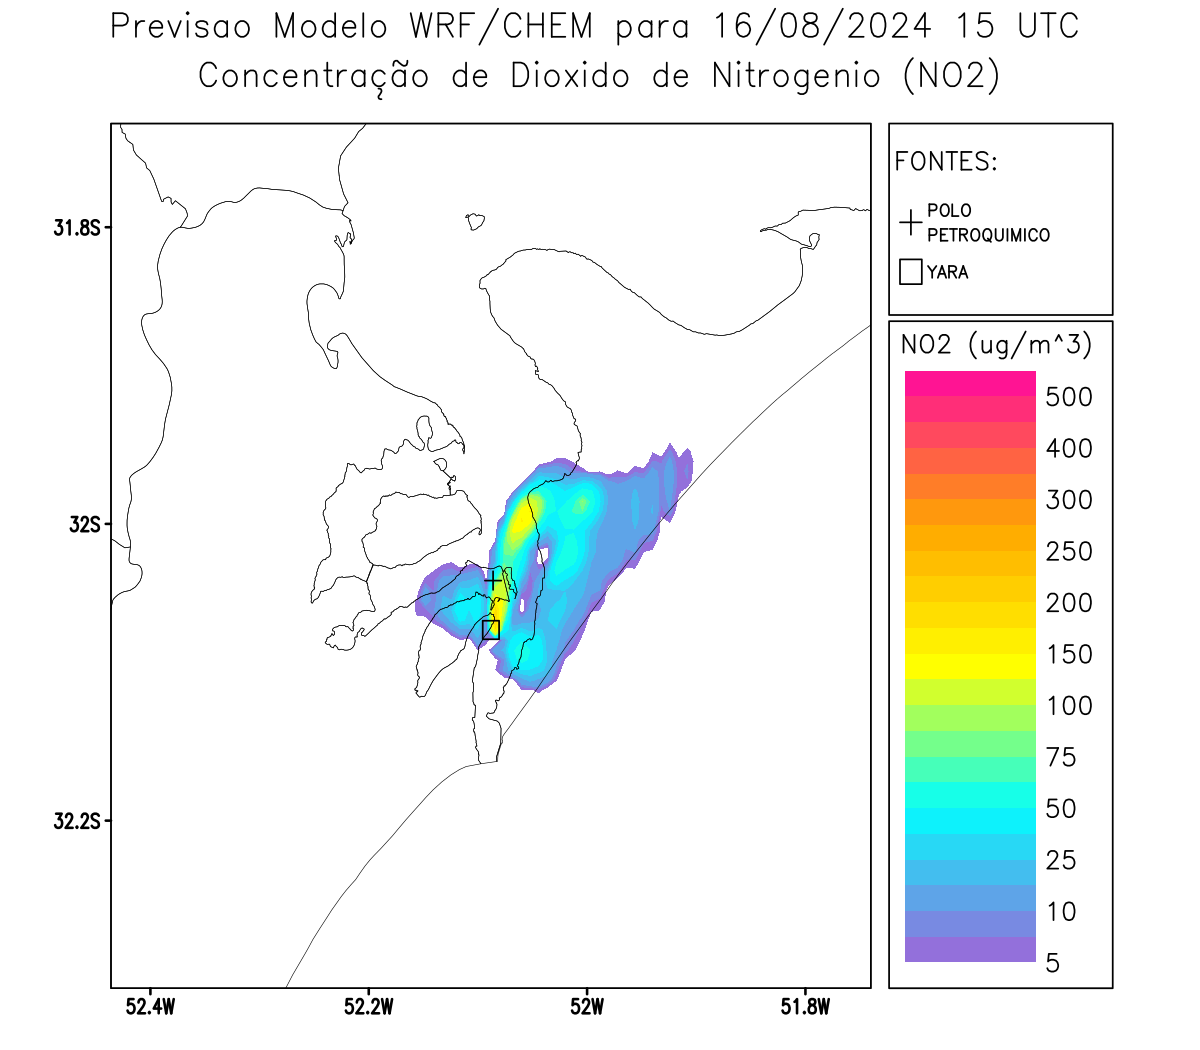 Previsao Modelo WRF/CHEM para 16/08/2024 15 UTC
Concentração de Dioxido de Nitrogenio (NO2)
FONTES:
POLO
PETROQUIMICO
YARA
NO2 (ug/m^3)
500
400
300
250
200
150
100
75
50
25
10
5
31.8S
32S
32.2S
52.4W
52.2W
52W
51.8W